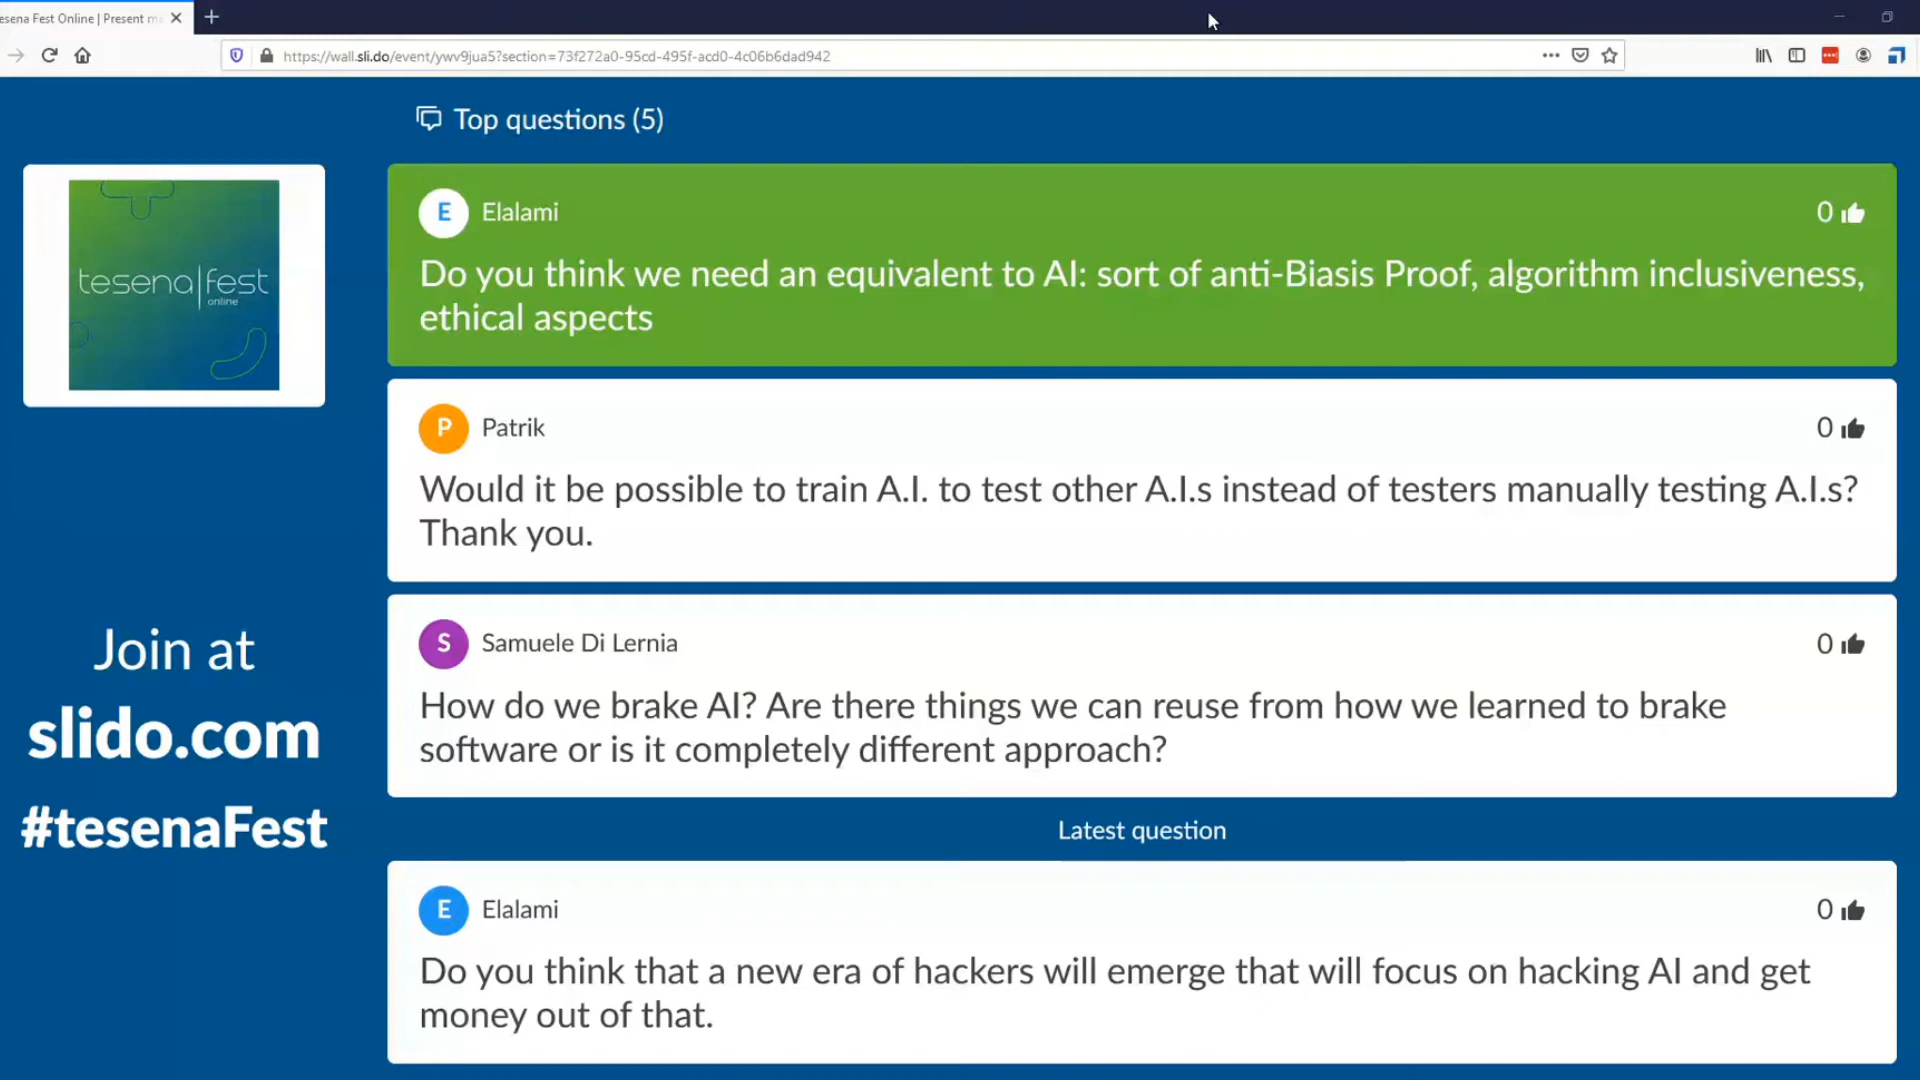 esena Fest Online | Present m
https://wall.sli.do/event/ywv9jua5?section=73f272a0-95cd-495f-acd0-4c06b6dad942
Top questions (5)
tesena|fest
online
E Elalami 0
Do you think we need an equivalent to AI: sort of anti-Biasis Proof, algorithm inclusiveness,
ethical aspects
P Patrik 0
Would it be possible to train A.I. to test other A.I.s instead of testers manually testing A.I.s?
Thank you.
S Samuele Di Lernia 0
How do we brake AI? Are there things we can reuse from how we learned to brake
software or is it completely different approach?
Join at
slido.com
#tesenaFest
Latest question
E Elalami 0
Do you think that a new era of hackers will emerge that will focus on hacking AI and get
money out of that.